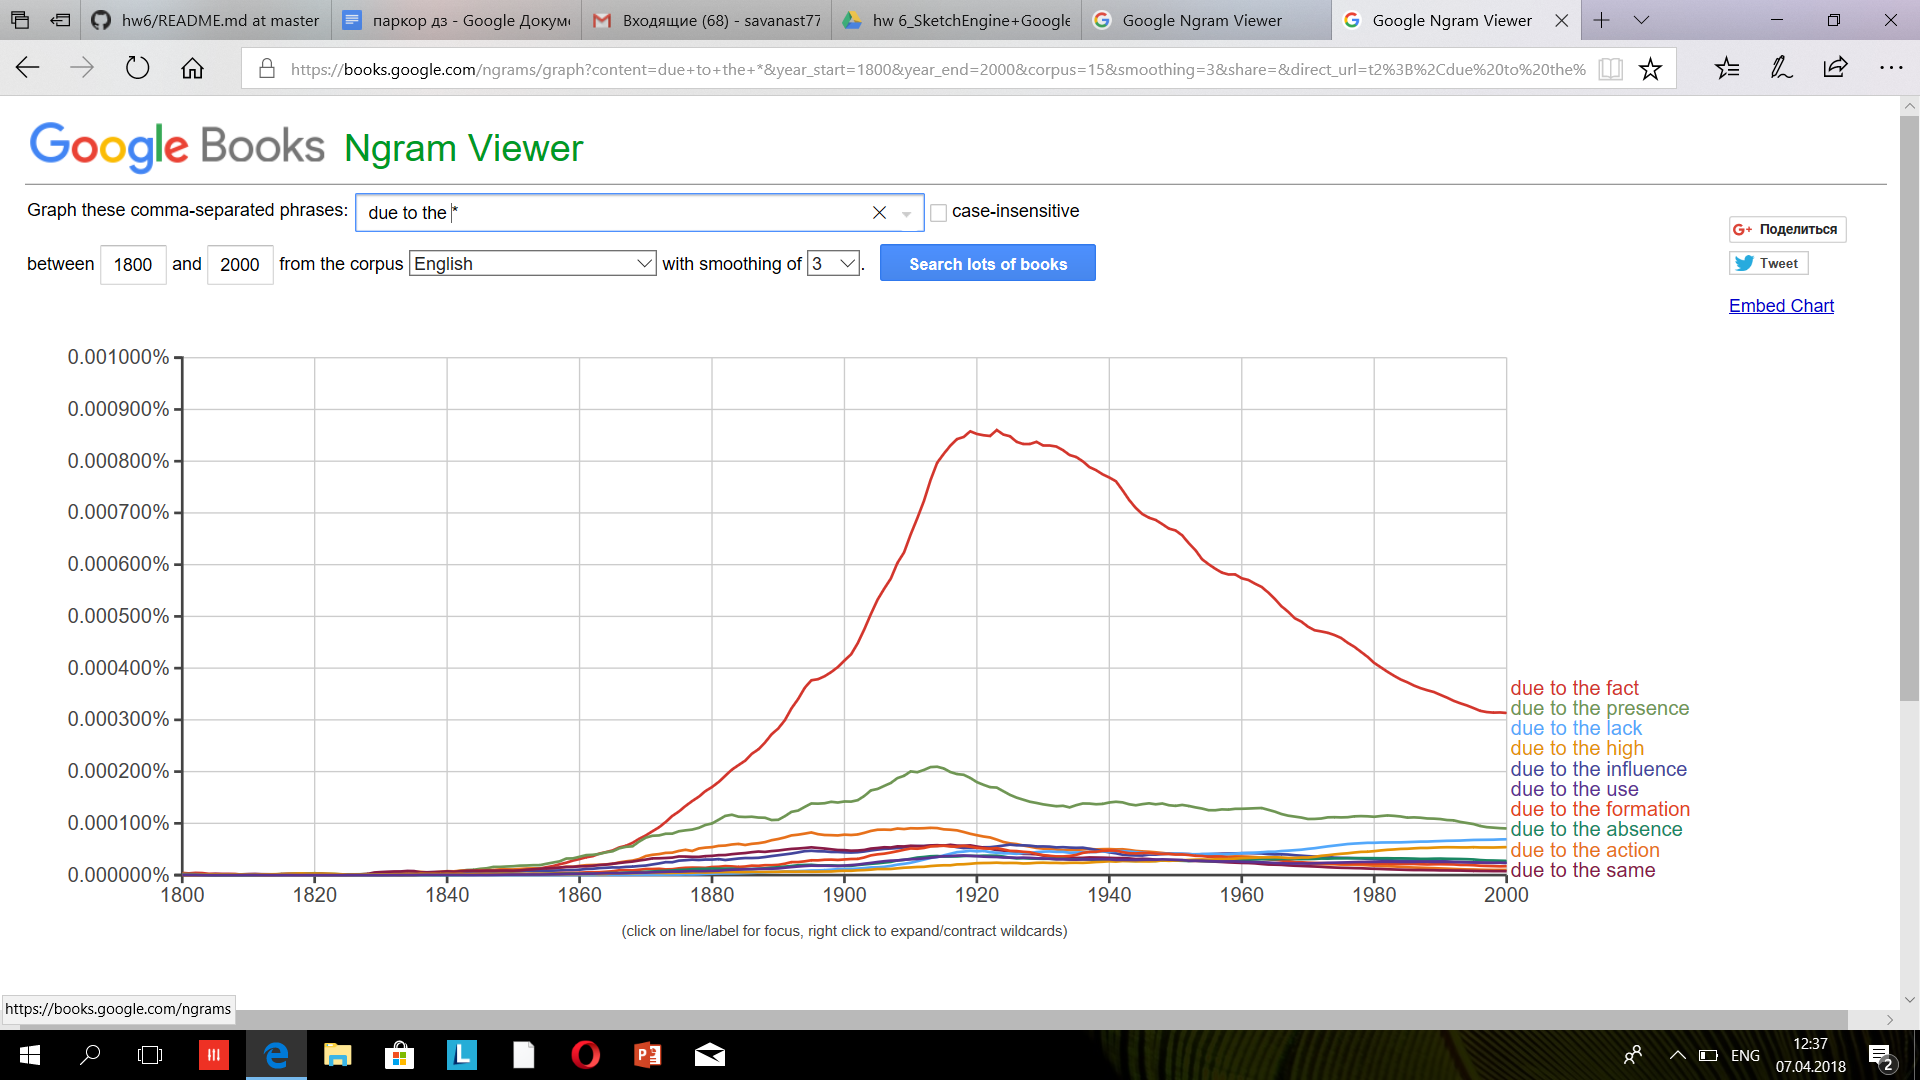 hw6/README.md at master
паркор дз - Google Докум
Входящие (68) - savanast77
hw 6_SketchEngine+Google
Google Ngram Viewer
Google Ngram Viewer
https://books.google.com/ngrams/graph?content=due+to+the+*&year_start=1800&year_end=2000&corpus=15&smoothing=3&share=&direct_url=t2%3B%2Cdue%20to%20the%
Google Books Ngram Viewer
Graph these comma-separated phrases: due to the * case-insensitive
between 1800 and 2000 from the corpus English with smoothing of 3. Search lots of books
G+ Поделиться
Tweet
Embed Chart
0.001000%
0.000900%
0.000800%
0.000700%
0.000600%
0.000500%
0.000400%
0.000300%
0.000200%
0.000100%
0.000000%
due to the fact
due to the presence
due to the lack
due to the high
due to the influence
due to the use
due to the formation
due to the absence
due to the action
due to the same
1800 1820 1840 1860 1880 1900 1920 1940 1960 1980 2000
(click on line/label for focus, right click to expand/contract wildcards)
https://books.google.com/ngrams
ENG
12:37
07.04.2018
2